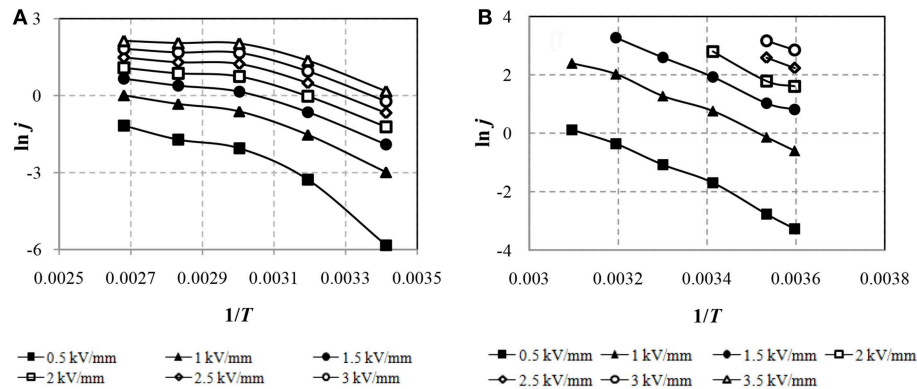 A
3
0
-3
-6
ln j
0.0025 0.0027 0.0029 0.0031 0.0033 0.0035
1/T
0.5 kV/mm 1 kV/mm 1.5 kV/mm
2 kV/mm 2.5 kV/mm 3 kV/mm
B
4
2
0
-2
-4
ln j
0.003 0.0032 0.0034 0.0036 0.0038
1/T
0.5 kV/mm 1 kV/mm 1.5 kV/mm 2 kV/mm
2.5 kV/mm 3 kV/mm 3.5 kV/mm